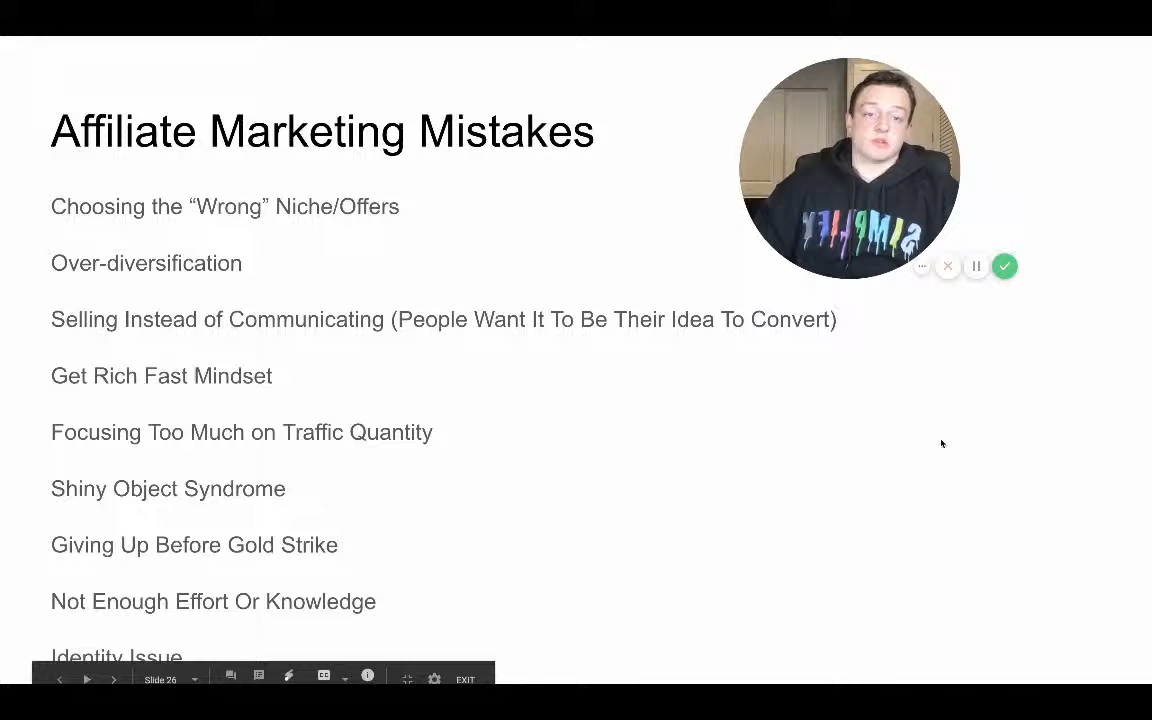 Affiliate Marketing Mistakes
Choosing the “Wrong” Niche/Offers
Over-diversification
Selling Instead of Communicating (People Want It To Be Their Idea To Convert)
Get Rich Fast Mindset
Focusing Too Much on Traffic Quantity
Shiny Object Syndrome
Giving Up Before Gold Strike
Not Enough Effort Or Knowledge
Identity Issue
SIMPLIFY
Slide 26
CC
EXIT